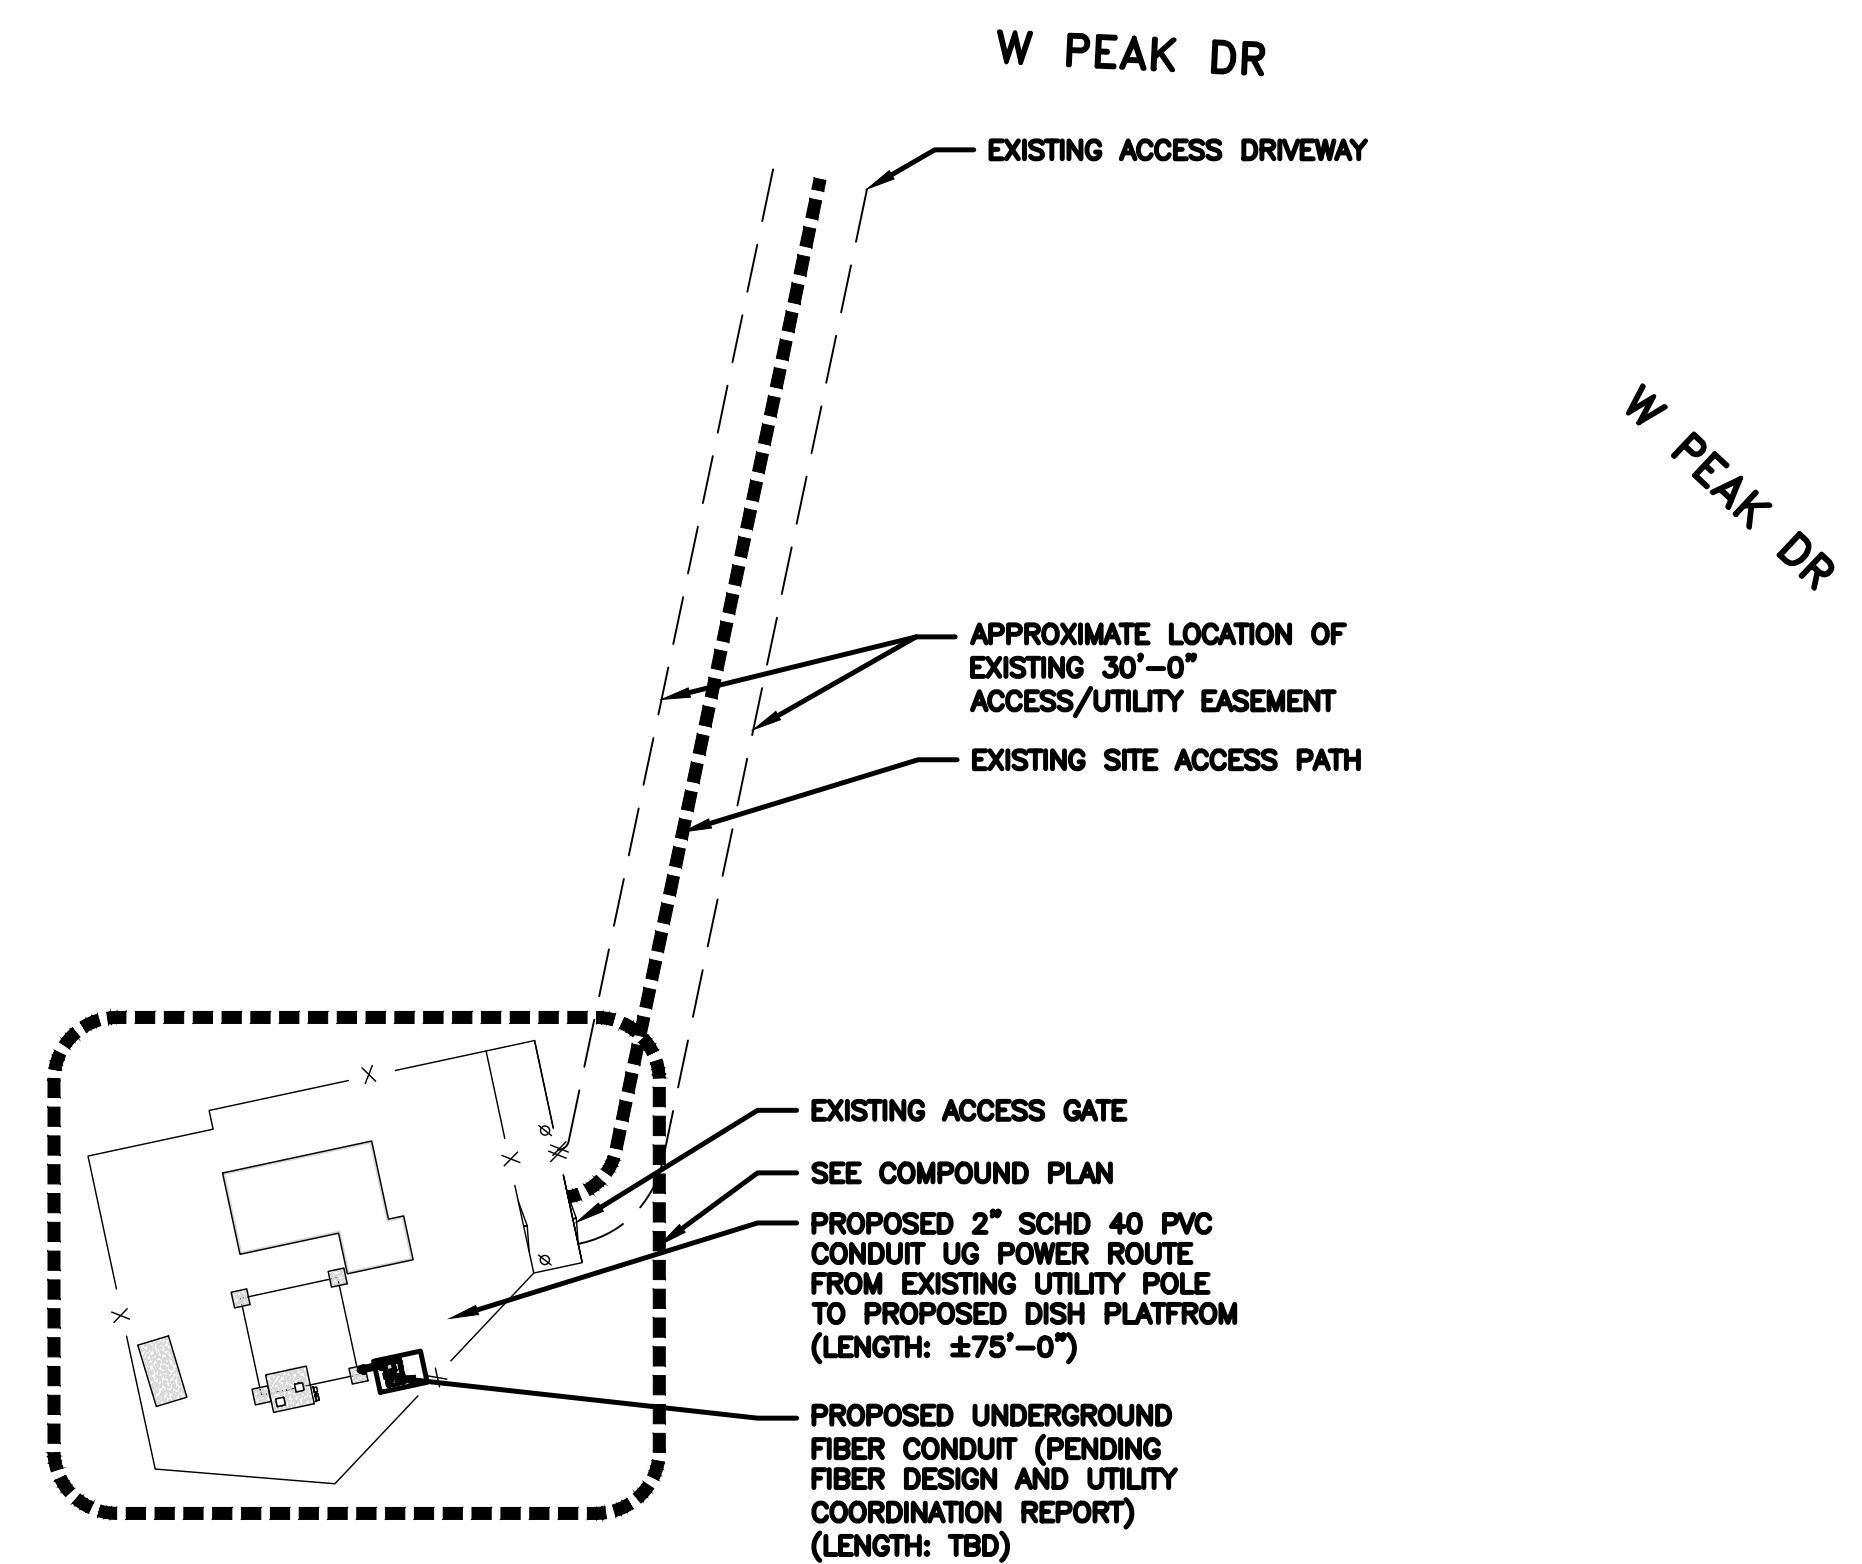 W PEAK DR
EXISTING ACCESS DRIVEWAY
W PEAK DR
APPROXIMATE LOCATION OF
EXISTING 30'-0"
ACCESS/UTILITY EASEMENT
EXISTING SITE ACCESS PATH
EXISTING ACCESS GATE
SEE COMPOUND PLAN
PROPOSED 2" SCHD 40 PVC
CONDUIT UG POWER ROUTE
FROM EXISTING UTILITY POLE
TO PROPOSED DISH PLATFROM
(LENGTH: ±75'-0")
PROPOSED UNDERGROUND
FIBER CONDUIT (PENDING
FIBER DESIGN AND UTILITY
COORDINATION REPORT)
(LENGTH: TBD)